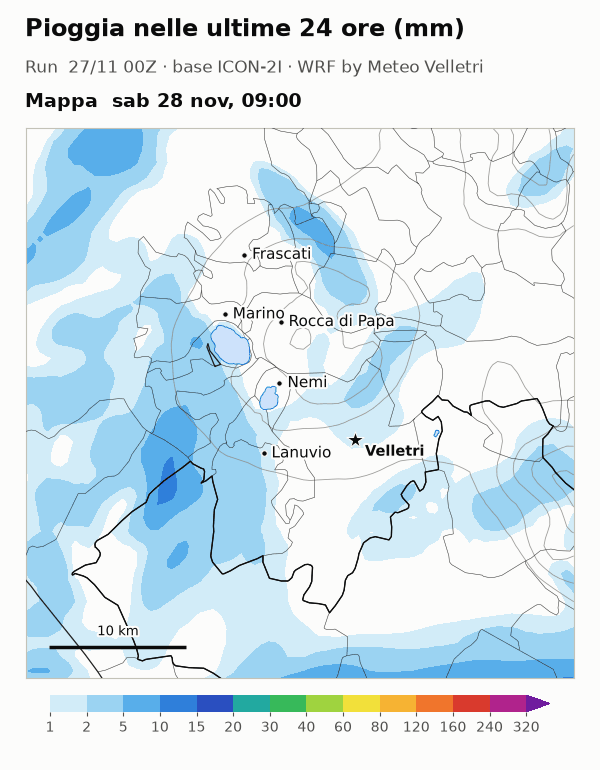 Pioggia nelle ultime 24 ore (mm)
Run  27/11 00Z · base ICON-2I · WRF by Meteo Velletri
Mappa  sab 28 nov, 09:00
Frascati
Marino
Rocca di Papa
Nemi
Velletri
Lanuvio
10 km
1 2 5 10 15 20 30 40 60 80 120 160 240 320